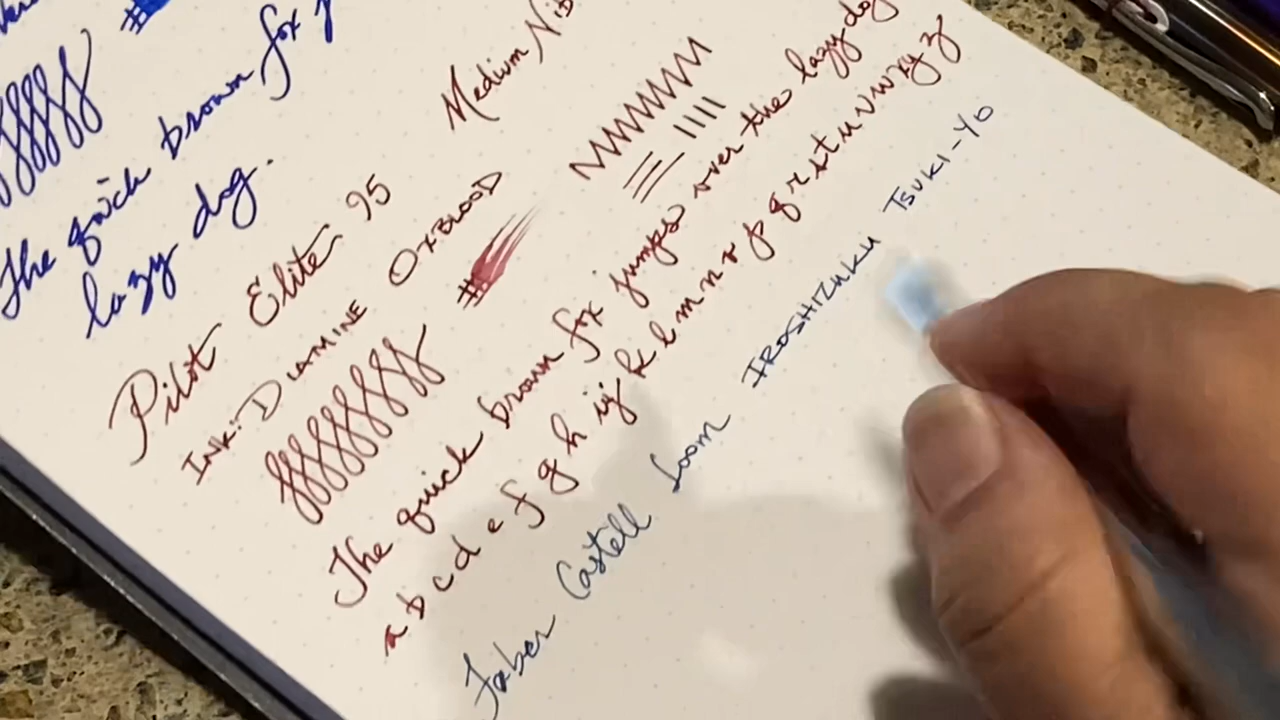 The quick brown fox
lazy dog.
Medium Nib
Pilot Elite 95
Ink: Diamine Oxblood
The quick brown fox jumps over the lazy dog
a b c d e f g h i j k l m n o p q r s t u v w x y z
Faber Castell Loom IROSHIZUKU TSUKI-YO